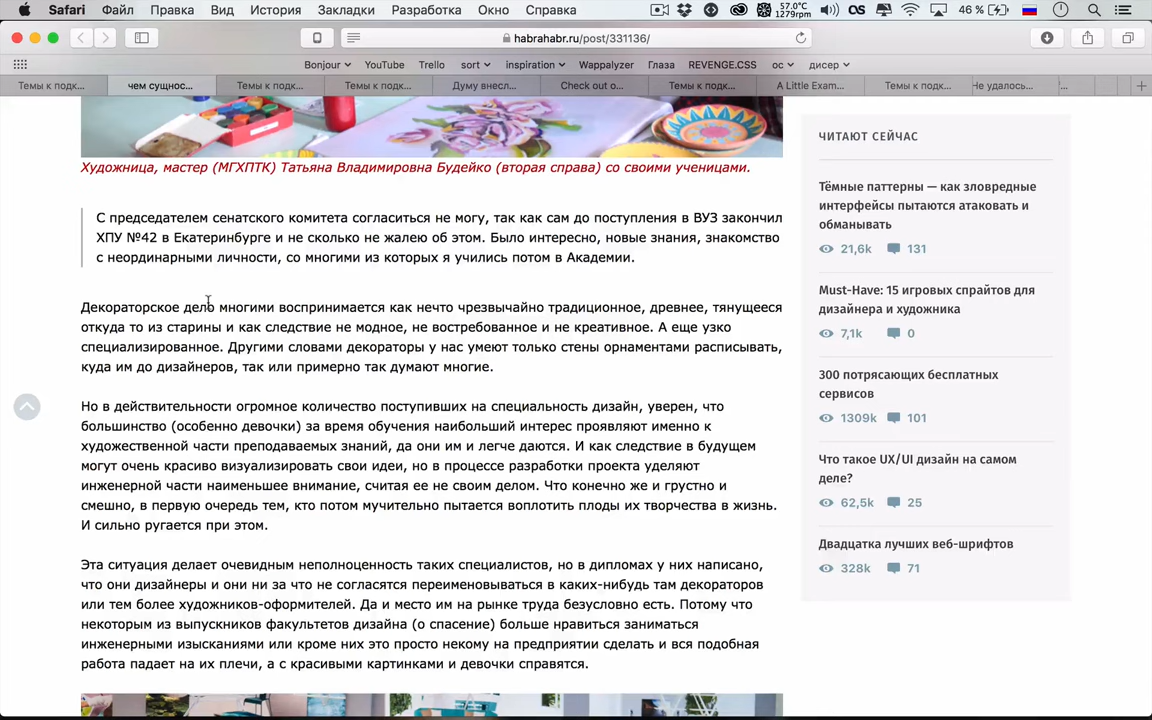 Safari Файл Правка Вид История Закладки Разработка Окно Справка 57.0°C 1279rpm 46 %
habrahabr.ru/post/331136/
Bonjour YouTube Trello sort inspiration Wappalyzer Глаза REVENGE.CSS ос дисер
Темы к подк... чем сущнос... Темы к подк... Темы к подк... Думу внесл... Check out o... Темы к подк... A Little Exam... Темы к подк... Не удалось...
Художница, мастер (МГХПТК) Татьяна Владимировна Будейко (вторая справа) со своими ученицами.
С председателем сенатского комитета согласиться не могу, так как сам до поступления в ВУЗ закончил
ХПУ №42 в Екатеринбурге и не сколько не жалею об этом. Было интересно, новые знания, знакомство
с неординарными личности, со многими из которых я учились потом в Академии.
Декораторское дело многими воспринимается как нечто чрезвычайно традиционное, древнее, тянущееся
откуда то из старины и как следствие не модное, не востребованное и не креативное. А еще узко
специализированное. Другими словами декораторы у нас умеют только стены орнаментами расписывать,
куда им до дизайнеров, так или примерно так думают многие.
Но в действительности огромное количество поступивших на специальность дизайн, уверен, что
большинство (особенно девочки) за время обучения наибольший интерес проявляют именно к
художественной части преподаваемых знаний, да они им и легче даются. И как следствие в будущем
могут очень красиво визуализировать свои идеи, но в процессе разработки проекта уделяют
инженерной части наименьшее внимание, считая ее не своим делом. Что конечно же и грустно и
смешно, в первую очередь тем, кто потом мучительно пытается воплотить плоды их творчества в жизнь.
И сильно ругается при этом.
Эта ситуация делает очевидным неполноценность таких специалистов, но в дипломах у них написано,
что они дизайнеры и они ни за что не согласятся переименовываться в каких-нибудь там декораторов
или тем более художников-оформителей. Да и место им на рынке труда безусловно есть. Потому что
некоторым из выпускников факультетов дизайна (о спасение) больше нравиться заниматься
инженерными изысканиями или кроме них это просто некому на предприятии сделать и вся подобная
работа падает на их плечи, а с красивыми картинками и девочки справятся.
ЧИТАЮТ СЕЙЧАС
Тёмные паттерны — как зловредные
интерфейсы пытаются атаковать и
обманывать
21,6k 131
Must-Have: 15 игровых спрайтов для
дизайнера и художника
7,1k 0
300 потрясающих бесплатных
сервисов
1309k 101
Что такое UX/UI дизайн на самом
деле?
62,5k 25
Двадцатка лучших веб-шрифтов
328k 71